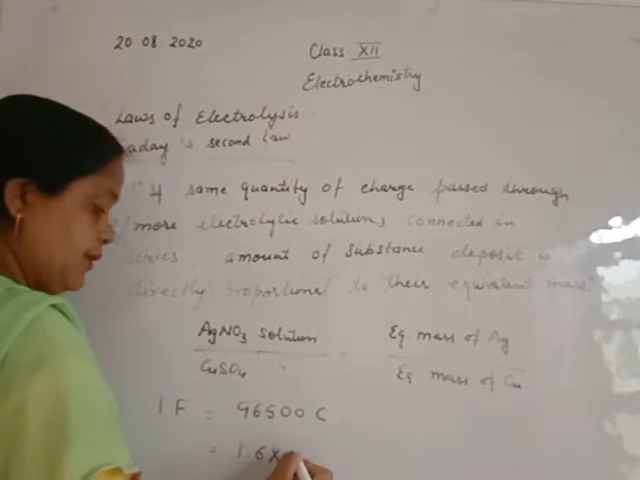 20 08 2020
Class XII
Electrochemistry
Laws of Electrolysis
aday's second law
"If same quantity of charge passed through
more electrolytic solutions connected in
series amount of substance deposit is
directly proportional to their equivalent mass"
AgNO3 solution Eq. mass of Ag
CuSO4 Eq. mass of Cu
1 F = 96500 C
= 1.6x